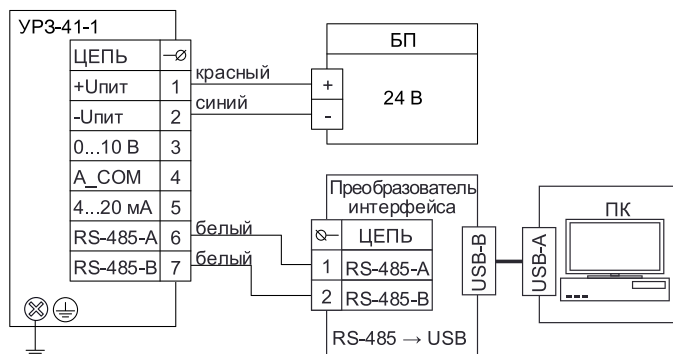 УРЗ-41-1
ЦЕПЬ
+Uпит 1 красный
-Uпит 2 синий
0...10 В 3
A_COM 4
4...20 мА 5
RS-485-A 6 белый
RS-485-B 7 белый
БП
+
-
24 В
Преобразователь
интерфейса
ЦЕПЬ
1 RS-485-A
2 RS-485-B
RS-485 → USB
USB-B
USB-A
ПК